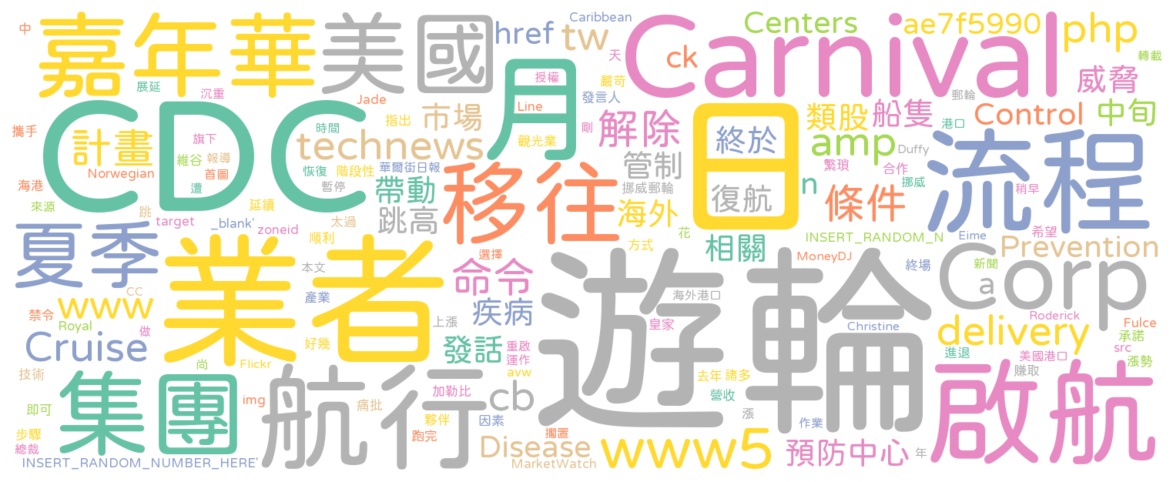 中
嘉年華
美國
href
Caribbean
tw
Carnival
Centers
ck
ae7f5990
php
轉載
威脅
天
嚴苛
展延
沉重
月
授權
Line
觀光業
發言人
郵輪
剛
解除
日
終於
復航
類股
船隻
港口
Control
中旬
攜手
CDC
計畫
旗下
維谷
報導
首圖
遭
Norwegian
時間
Jade
指出
市場
technews
恢復
階段性
暫停
華爾街日報
管制
挪威郵輪
amp
Duffy
繁瑣
合作
挪威
n
流程
稍早
海港
來源
跳
target
延續
_blank'
zoneid
太過
帶動
跳高
移往
海外
花
方式
相關
條件
INSERT_RANDOM_N
Eime
希望
Prevention
夏季
業者
順利
本文
選擇
命令
MoneyDJ
終場
新聞
Corp
a
www
CC
禁令
Royal
做
產業
疾病
上漲
遊輪
海外港口
皇家
Christine
Roderick
Fulce
承諾
src
delivery
Cruise
尚
Flickr
好幾
發話
重啟
運作
avw
進退
美國港口
漲勢
賺取
技術
集團
img
航行
痛批
加勒比
cb
夥伴
因素
去年
諸多
營收
漲
作業
啟航
即可
步驟
總裁
INSERT_RANDOM_NUMBER_HERE'
跑完
擱置
Disease
MarketWatch
www5
預防中心
年